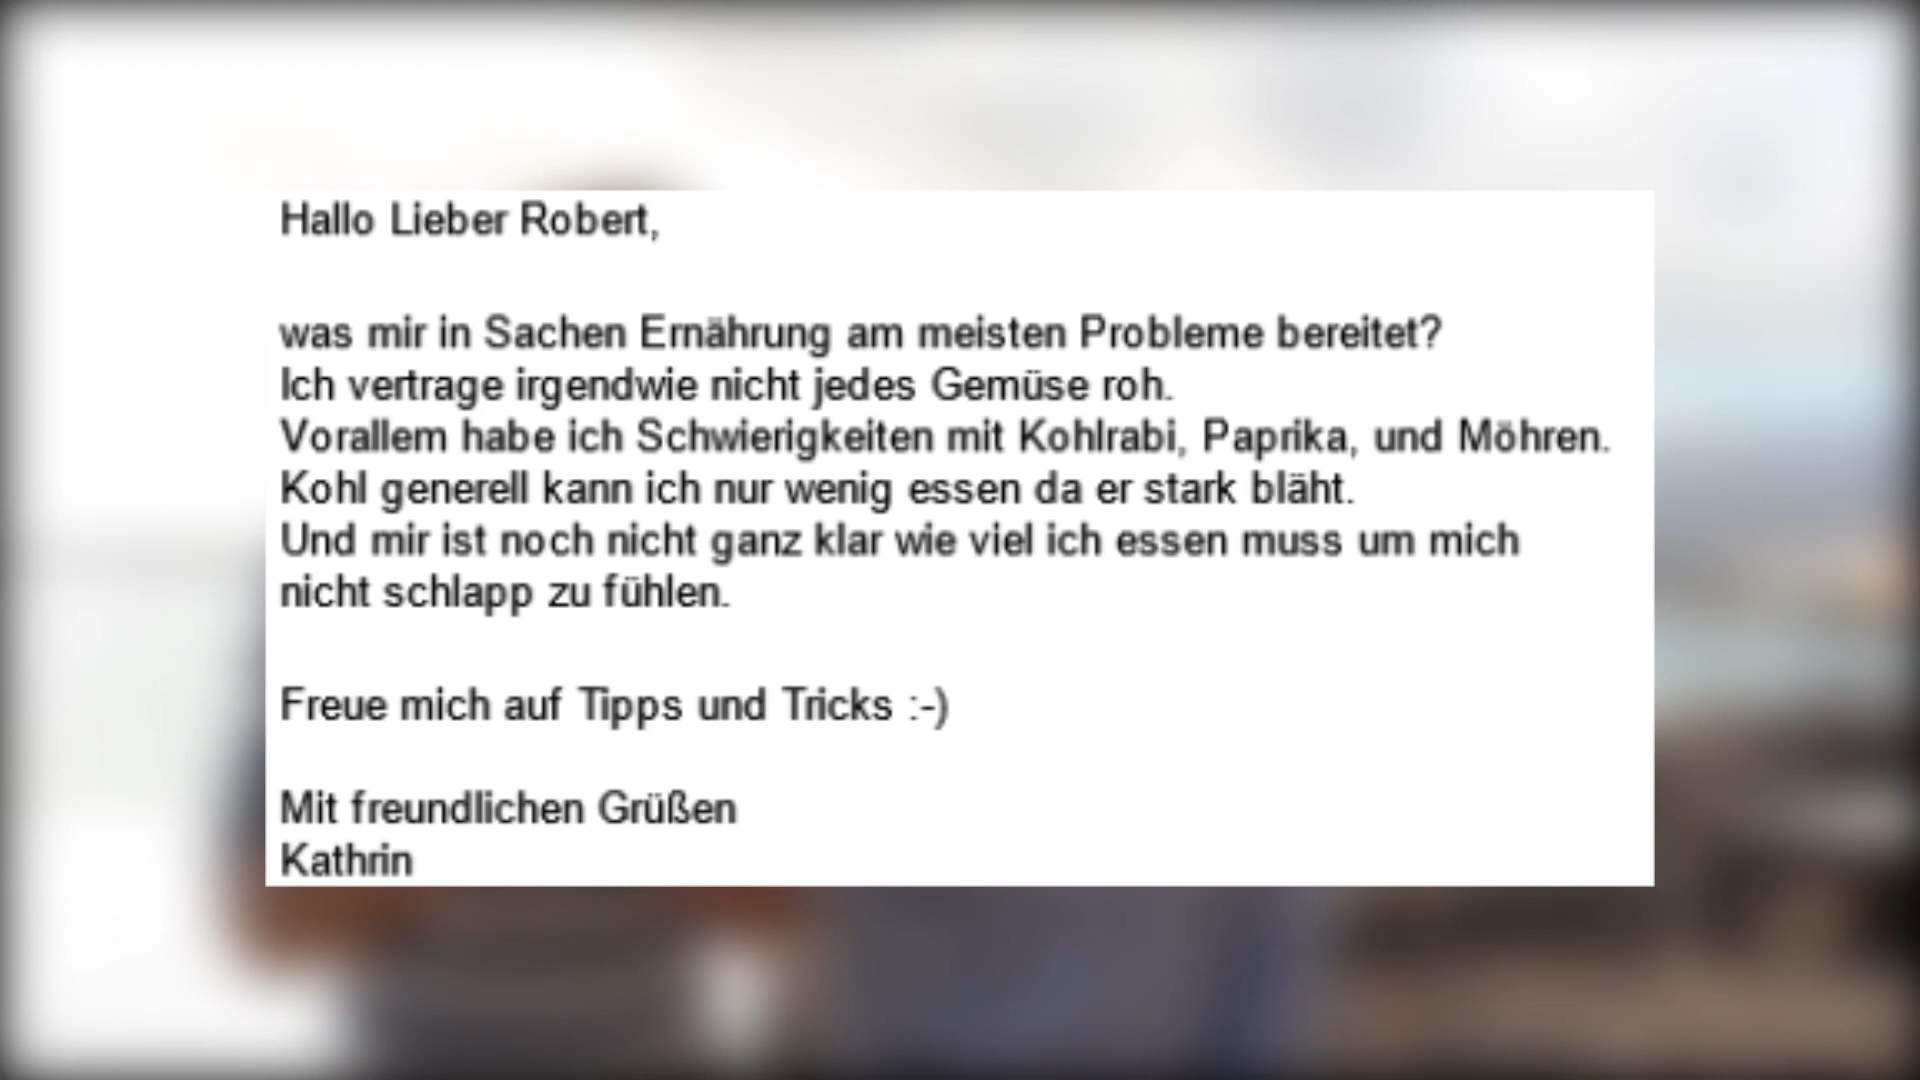 Hallo Lieber Robert,
was mir in Sachen Ernährung am meisten Probleme bereitet?
Ich vertrage irgendwie nicht jedes Gemüse roh.
Vorallem habe ich Schwierigkeiten mit Kohlrabi, Paprika, und Möhren.
Kohl generell kann ich nur wenig essen da er stark bläht.
Und mir ist noch nicht ganz klar wie viel ich essen muss um mich
nicht schlapp zu fühlen.
Freue mich auf Tipps und Tricks :-)
Mit freundlichen Grüßen
Kathrin